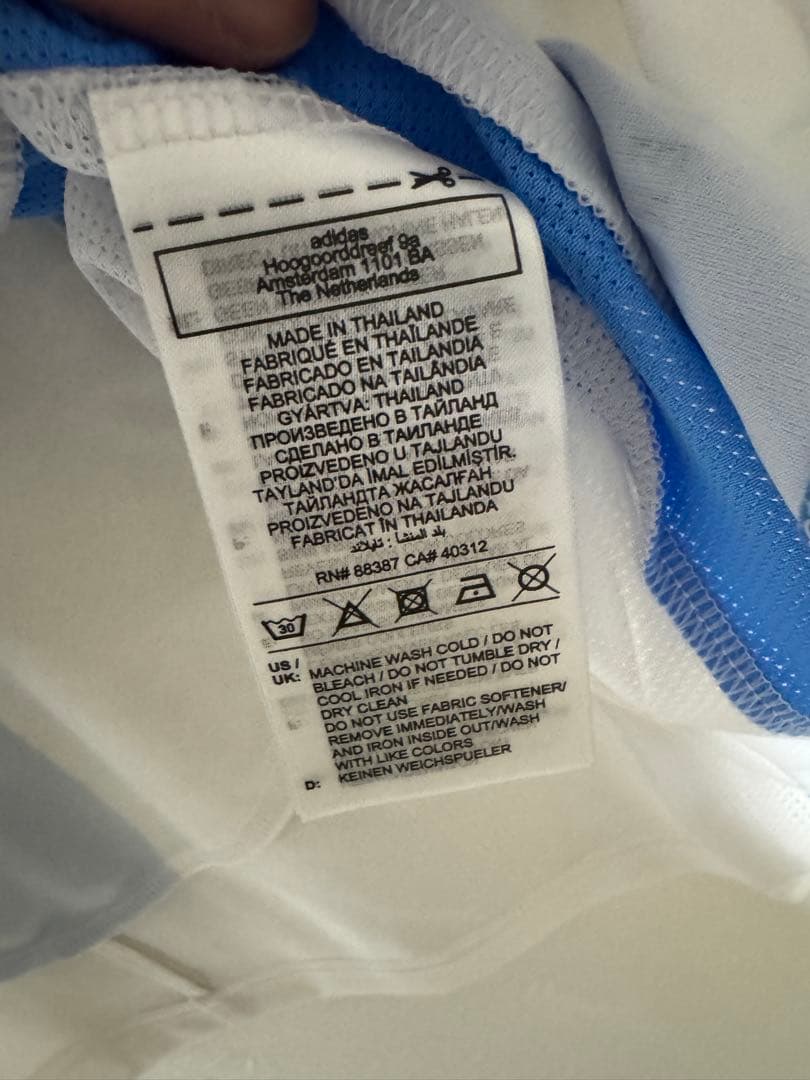 adidas
Hoogoorddreef 9a
Amsterdam 1101 BA
The Netherlands
MADE IN THAILAND
FABRIQUÉ EN THAÏLANDE
FABRICADO EN TAILANDIA
FABRICADO NA TAILÂNDIA
GYÁRTVA: THAILAND
ПРОИЗВЕДЕНО В ТАЙЛАНД
СДЕЛАНО В ТАИЛАНДЕ
PROIZVEDENO U TAJLANDU
TAYLAND'DA İMAL EDİLMİŞTİR.
ТАЙЛАНДТА ЖАСАЛҒАН
PROIZVEDENO NA TAJLANDU
FABRICAT ÎN THAILANDA
بلد المنشأ : تايلاند
RN# 88387 CA# 40312
30
US / UK: MACHINE WASH COLD / DO NOT
BLEACH / DO NOT TUMBLE DRY /
COOL IRON IF NEEDED / DO NOT
DRY CLEAN
DO NOT USE FABRIC SOFTENER/
REMOVE IMMEDIATELY/WASH
AND IRON INSIDE OUT/WASH
WITH LIKE COLORS
D: KEINEN WEICHSPUELER